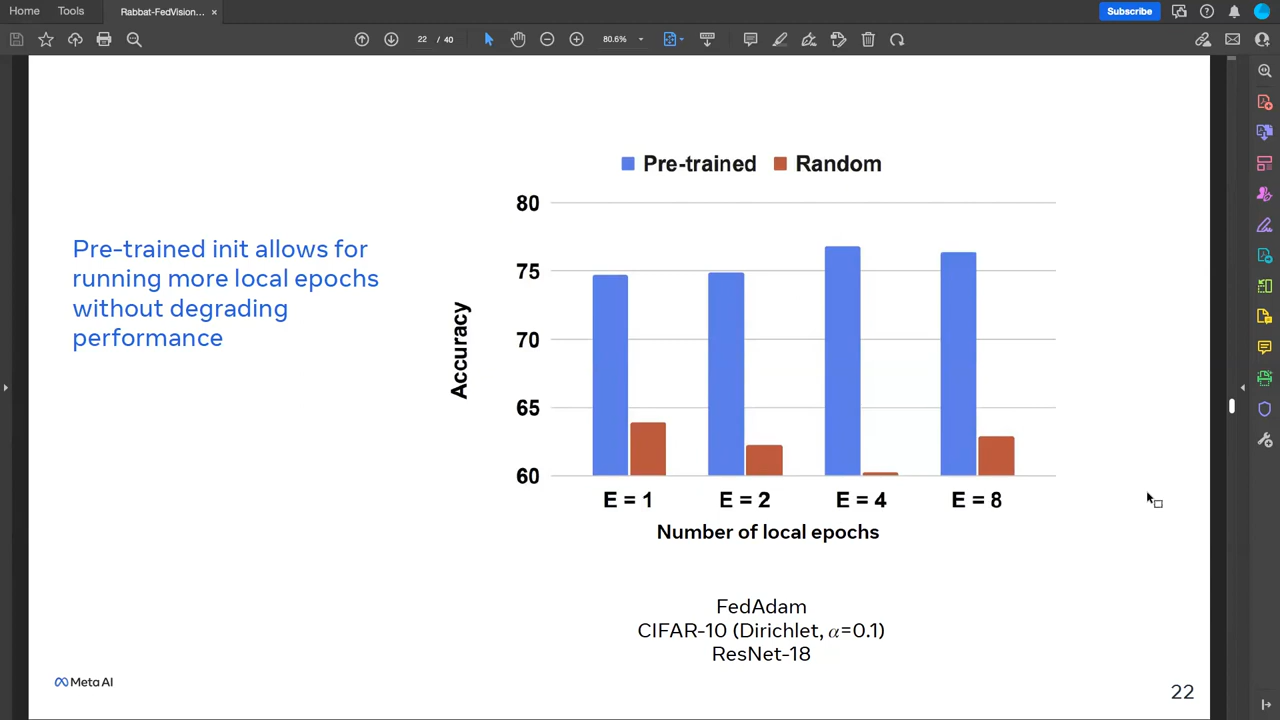 Home Tools Rabbat-FedVision... × Subscribe
22 / 40 80.6%
Pre-trained Random
Pre-trained init allows for
running more local epochs
without degrading
performance
Accuracy
80
75
70
65
60
E = 1 E = 2 E = 4 E = 8
Number of local epochs
FedAdam
CIFAR-10 (Dirichlet, 𝛼=0.1)
ResNet-18
Meta AI
22